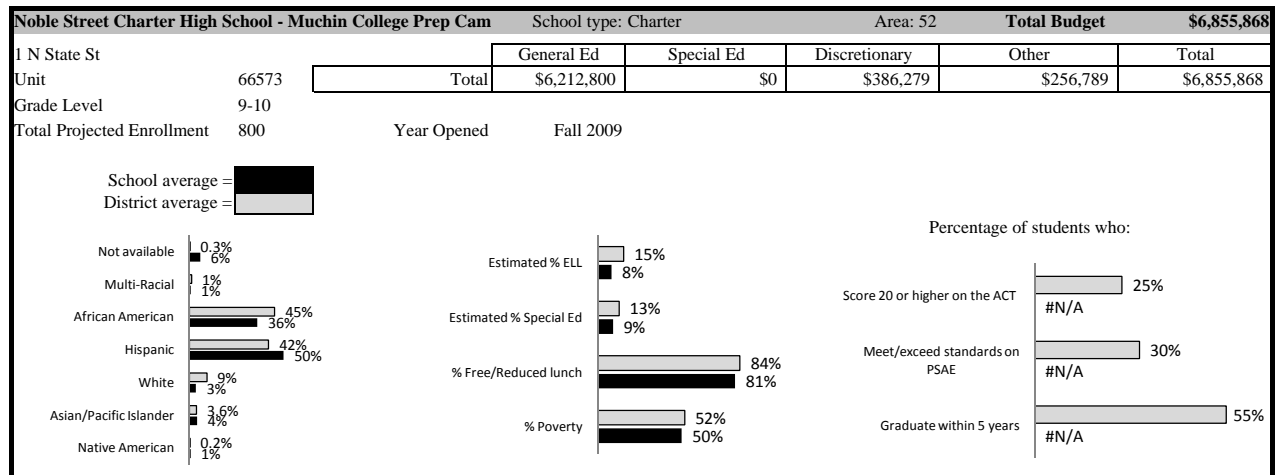 Noble Street Charter High School - Muchin College Prep Cam School type: Charter Area: 52 Total Budget $6,855,868
1 N State St General Ed Special Ed Discretionary Other Total
Unit 66573 Total $6,212,800 $0 $386,279 $256,789 $6,855,868
Grade Level 9-10
Total Projected Enrollment 800 Year Opened Fall 2009
School average =
District average =
Not available 0.3%
6%
Multi-Racial 1%
1%
African American 45%
36%
Hispanic 42%
50%
White 9%
3%
Asian/Pacific Islander 3.6%
4%
Native American 0.2%
1%
Estimated % ELL 15%
8%
Estimated % Special Ed 13%
9%
% Free/Reduced lunch 84%
81%
% Poverty 52%
50%
Percentage of students who:
Score 20 or higher on the ACT 25%
#N/A
Meet/exceed standards on
PSAE 30%
#N/A
Graduate within 5 years 55%
#N/A